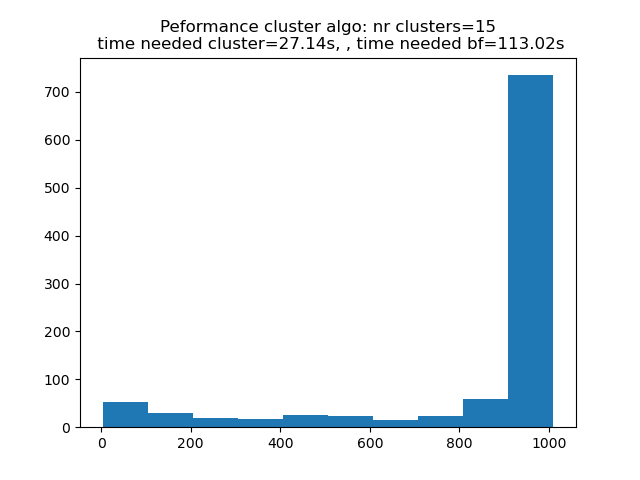 Peformance cluster algo: nr clusters=15
time needed cluster=27.14s, , time needed bf=113.02s
700
600
500
400
300
200
100
0
0 200 400 600 800 1000